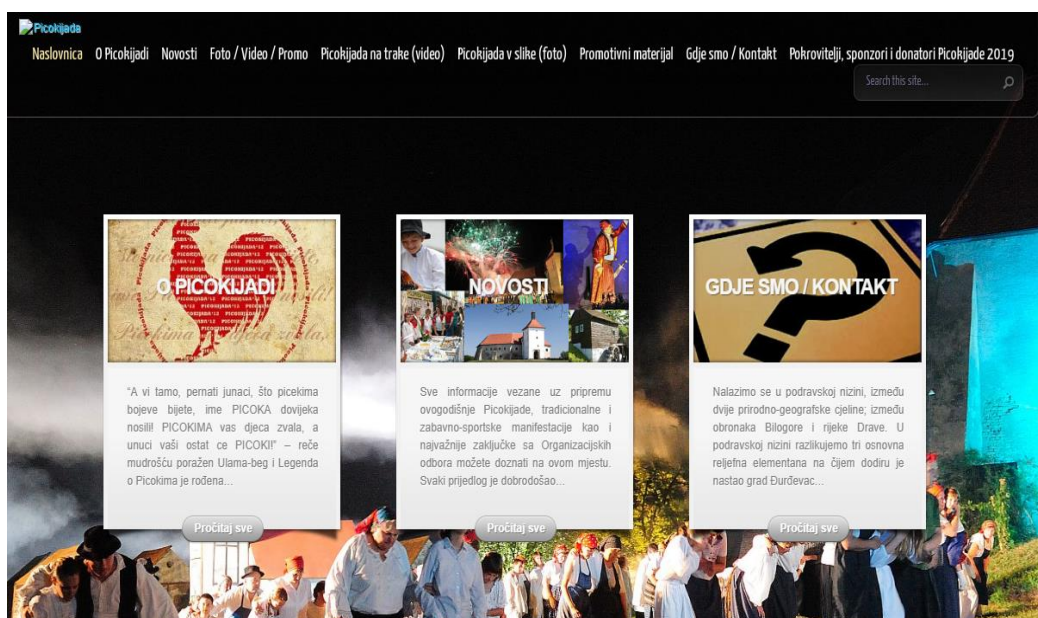 Picokijada
Naslovnica O Picokijadi Novosti Foto / Video / Promo Picokijada na trake (video) Picokijada v slike (foto) Promotivni materijal Gdje smo / Kontakt Pokrovitelji, sponzori i donatori Picokijade 2019
Search this site...
O PICOKIJADI
“A vi tamo, pernati junaci, što picekima
bojeve bijete, ime PICOKA dovijeka
nosili! PICOKIMA vas djeca zvala, a
unuci vaši ostat ce PICOKI!” – reče
mudrošću poražen Ulama-beg i Legenda
o Picokima je rođena...
Pročitaj sve
NOVOSTI
Sve informacije vezane uz pripremu
ovogodišnje Picokijade, tradicionalne i
zabavno-sportske manifestacije kao i
najvažnije zaključke sa Organizacijskih
odbora možete doznati na ovom mjestu.
Svaki prijedlog je dobrodošao...
Pročitaj sve
GDJE SMO / KONTAKT
Nalazimo se u podravskoj nizini, između
dvije prirodno-geografske cjeline; između
obronaka Bilogore i rijeke Drave. U
podravskoj nizini razlikujemo tri osnovna
reljefna elementana na čijem dodiru je
nastao grad Đurđevac...
Pročitaj sve